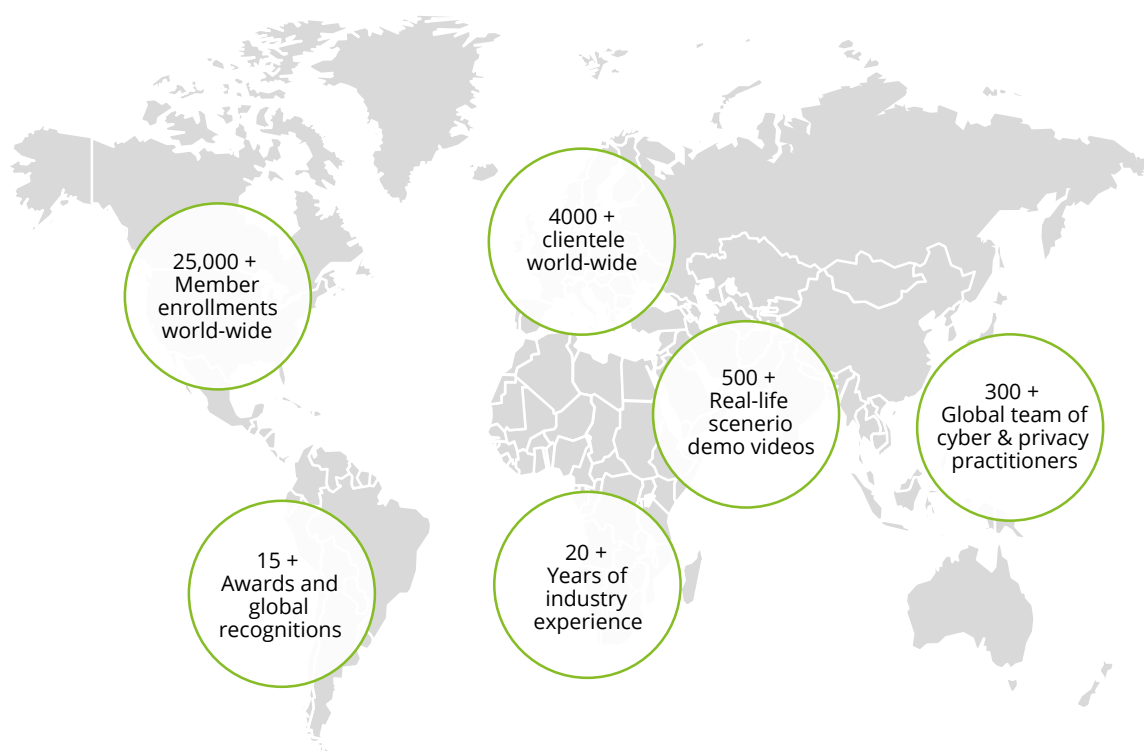 4000 +
clientele
world-wide
25,000 +
Member
enrollments
world-wide
500 +
Real-life
scenerio
demo videos
300 +
Global team of
cyber & privacy
practitioners
15 +
Awards and
global
recognitions
20 +
Years of
industry
experience